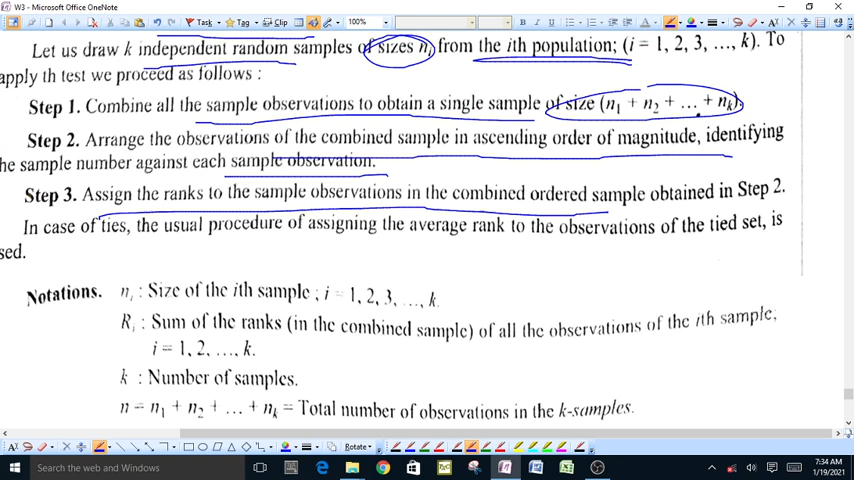 W3 - Microsoft OneNote
Task
Tag
Clip
100%
Let us draw k independent random samples of sizes nᵢ from the ith population; (i = 1, 2, 3, ..., k). To
apply th test we proceed as follows :
Step 1. Combine all the sample observations to obtain a single sample of size (n₁ + n₂ + ... + nₖ).
Step 2. Arrange the observations of the combined sample in ascending order of magnitude, identifying
he sample number against each sample observation.
Step 3. Assign the ranks to the sample observations in the combined ordered sample obtained in Step 2.
In case of ties, the usual procedure of assigning the average rank to the observations of the tied set, is
sed.
Notations. nᵢ : Size of the ith sample ; i = 1, 2, 3, ..., k.
Rᵢ : Sum of the ranks (in the combined sample) of all the observations of the ith sample;
i = 1, 2, ..., k.
k : Number of samples.
n = n₁ + n₂ + ... + nₖ = Total number of observations in the k-samples.
Rotate
Search the web and Windows
7:34 AM
1/19/2021